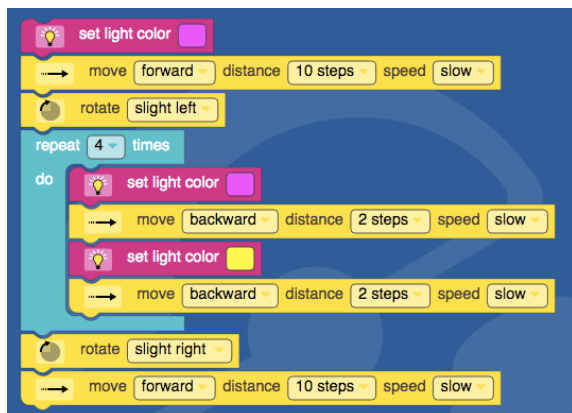 set light color
move forward distance 10 steps speed slow
rotate slight left
repeat 4 times
do set light color
move backward distance 2 steps speed slow
set light color
move backward distance 2 steps speed slow
rotate slight right
move forward distance 10 steps speed slow